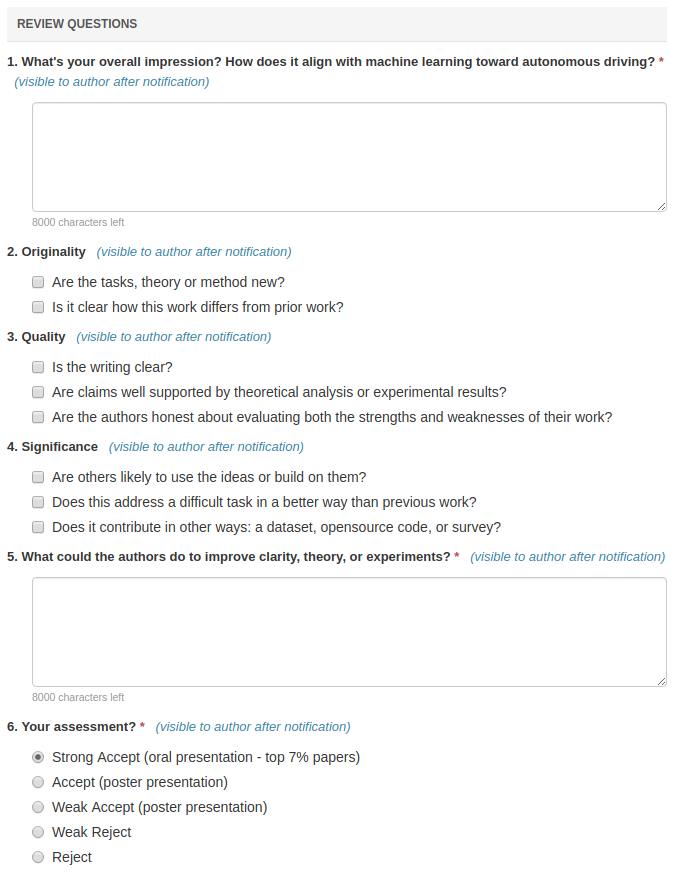 REVIEW QUESTIONS
1. What's your overall impression? How does it align with machine learning toward autonomous driving? *
(visible to author after notification)
8000 characters left
2. Originality (visible to author after notification)
Are the tasks, theory or method new?
Is it clear how this work differs from prior work?
3. Quality (visible to author after notification)
Is the writing clear?
Are claims well supported by theoretical analysis or experimental results?
Are the authors honest about evaluating both the strengths and weaknesses of their work?
4. Significance (visible to author after notification)
Are others likely to use the ideas or build on them?
Does this address a difficult task in a better way than previous work?
Does it contribute in other ways: a dataset, opensource code, or survey?
5. What could the authors do to improve clarity, theory, or experiments? * (visible to author after notification)
8000 characters left
6. Your assessment? * (visible to author after notification)
Strong Accept (oral presentation - top 7% papers)
Accept (poster presentation)
Weak Accept (poster presentation)
Weak Reject
Reject